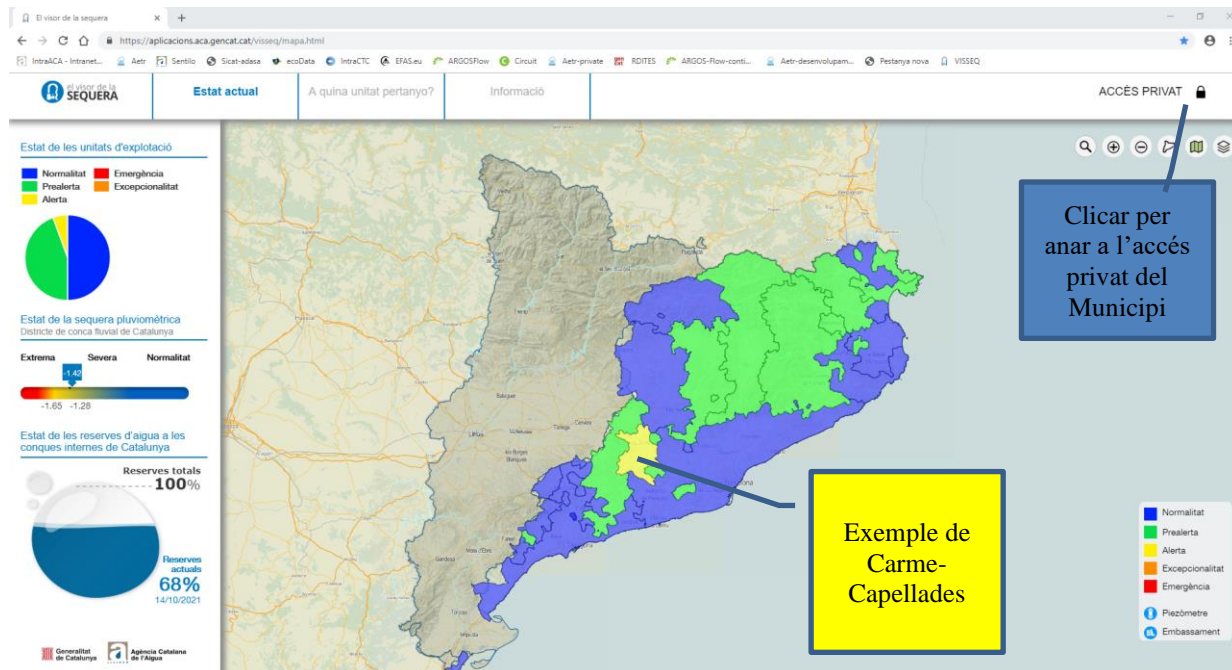 El visor de la sequera
https://aplicacions.aca.gencat.cat/visseq/mapa.html
IntraACA - Intranet... Aetr Sentilo Sicat-adasa ecoData IntraCTC EFAS.eu ARGOSFlow Circuit Aetr-private RDITES ARGOS-Flow-conti... Aetr-desenvolupam... Pestanya nova VISSEQ
el visor de la
SEQUERA
Estat actual
A quina unitat pertanyo?
Informació
ACCÈS PRIVAT
Estat de les unitats d'explotació
Normalitat Emergència
Prealerta Excepcionalitat
Alerta
Estat de la sequera pluviomètrica
Districte de conca fluvial de Catalunya
Extrema Severa Normalitat
-1.42
-1.65 -1.28
Estat de les reserves d'aigua a les
conques internes de Catalunya
Reserves totals
100%
Reserves
actuals
68%
14/10/2021
Generalitat
de Catalunya
Agència Catalana
de l'Aigua
Clicar per
anar a l'accés
privat del
Municipi
Exemple de
Carme-
Capellades
Normalitat
Prealerta
Alerta
Excepcionalitat
Emergència
Piezòmetre
Embassament